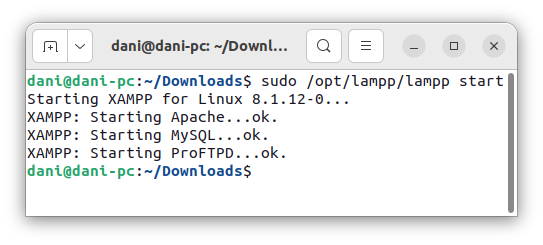 dani@dani-pc: ~/Downl...
dani@dani-pc:~/Downloads$ sudo /opt/lampp/lampp start
Starting XAMPP for Linux 8.1.12-0...
XAMPP: Starting Apache...ok.
XAMPP: Starting MySQL...ok.
XAMPP: Starting ProFTPD...ok.
dani@dani-pc:~/Downloads$